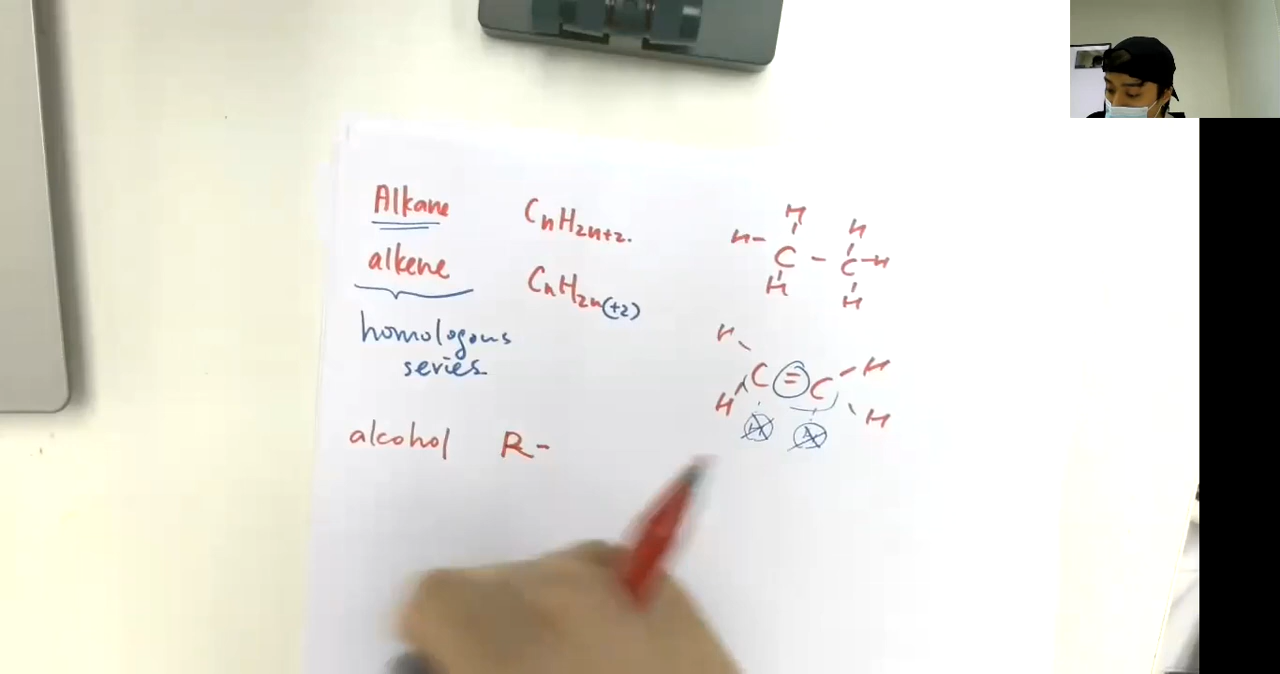 Alkane CnH2n+2.
alkene CnH2n(+2)
homologous
series
alcohol R-
H
H- H
C - C -H
H H
H
C = C - H
H H
H H